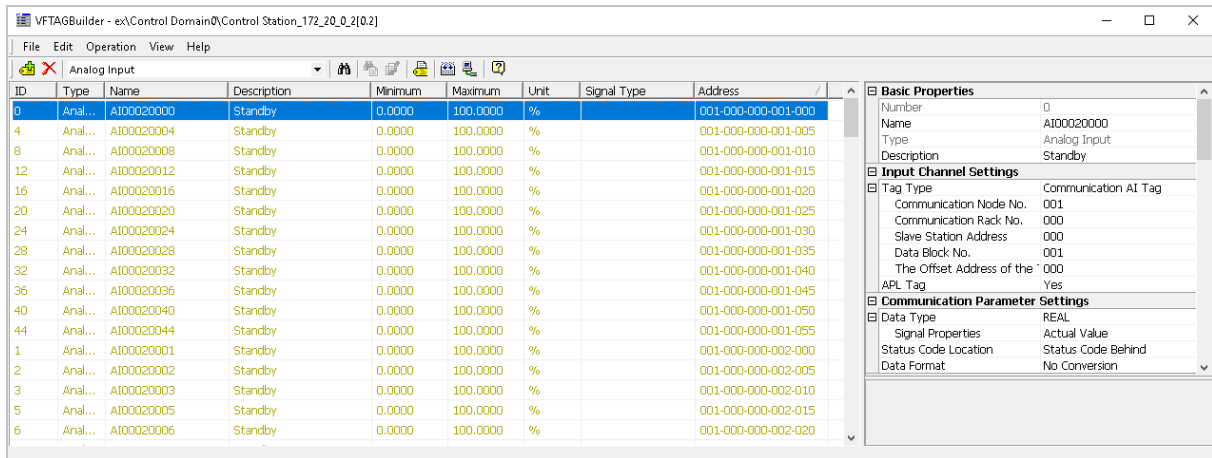 VFTAGBuilder - ex\Control Domain0\Control Station_172_20_0_2[0.2]
File Edit Operation View Help
Analog Input
ID Type Name Description Minimum Maximum Unit Signal Type Address
0 Anal... AI00020000 Standby 0.0000 100.0000 % 001-000-000-001-000
4 Anal... AI00020004 Standby 0.0000 100.0000 % 001-000-000-001-005
8 Anal... AI00020008 Standby 0.0000 100.0000 % 001-000-000-001-010
12 Anal... AI00020012 Standby 0.0000 100.0000 % 001-000-000-001-015
16 Anal... AI00020016 Standby 0.0000 100.0000 % 001-000-000-001-020
20 Anal... AI00020020 Standby 0.0000 100.0000 % 001-000-000-001-025
24 Anal... AI00020024 Standby 0.0000 100.0000 % 001-000-000-001-030
28 Anal... AI00020028 Standby 0.0000 100.0000 % 001-000-000-001-035
32 Anal... AI00020032 Standby 0.0000 100.0000 % 001-000-000-001-040
36 Anal... AI00020036 Standby 0.0000 100.0000 % 001-000-000-001-045
40 Anal... AI00020040 Standby 0.0000 100.0000 % 001-000-000-001-050
44 Anal... AI00020044 Standby 0.0000 100.0000 % 001-000-000-001-055
1 Anal... AI00020001 Standby 0.0000 100.0000 % 001-000-000-002-000
2 Anal... AI00020002 Standby 0.0000 100.0000 % 001-000-000-002-005
3 Anal... AI00020003 Standby 0.0000 100.0000 % 001-000-000-002-010
5 Anal... AI00020005 Standby 0.0000 100.0000 % 001-000-000-002-015
6 Anal... AI00020006 Standby 0.0000 100.0000 % 001-000-000-002-020
Basic Properties
Number 0
Name AI00020000
Type Analog Input
Description Standby
Input Channel Settings
Tag Type Communication AI Tag
Communication Node No. 001
Communication Rack No. 000
Slave Station Address 000
Data Block No. 001
The Offset Address of the 000
APL Tag Yes
Communication Parameter Settings
Data Type REAL
Signal Properties Actual Value
Status Code Location Status Code Behind
Data Format No Conversion